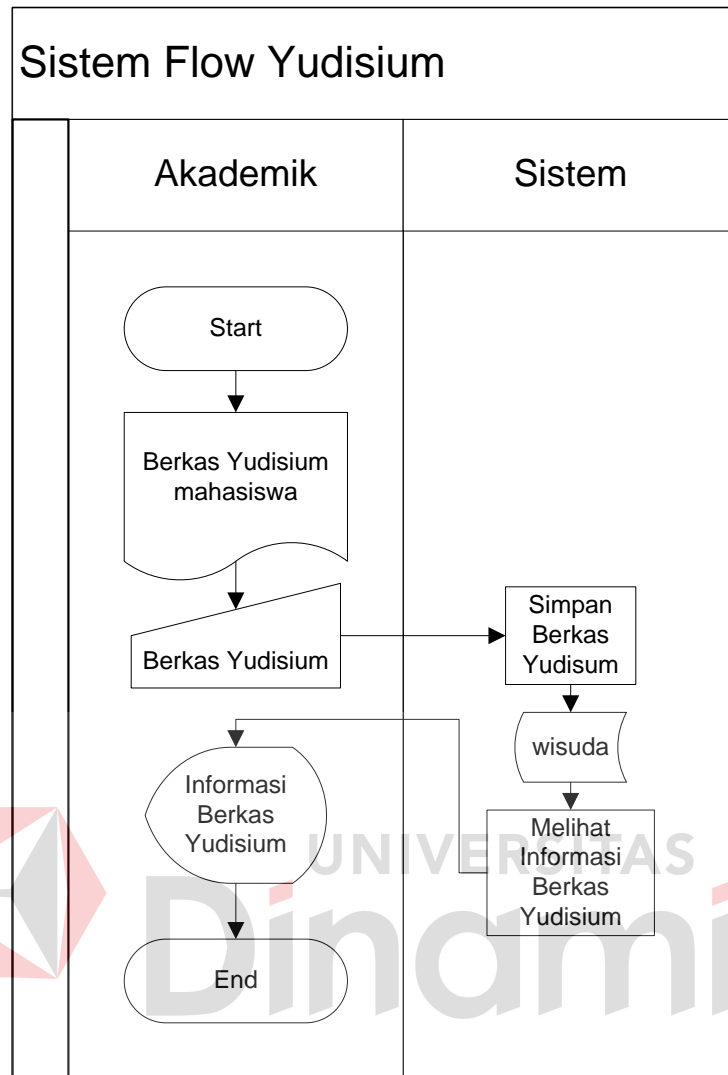 Sistem Flow Yudisium
Akademik
Sistem
Start
Berkas Yudisium
mahasiswa
Berkas Yudisium
Simpan
Berkas
Yudisum
wisuda
Melihat
Informasi
Berkas
Yudisium
Informasi
Berkas
Yudisium
End
UNIVERSITAS
Dinami